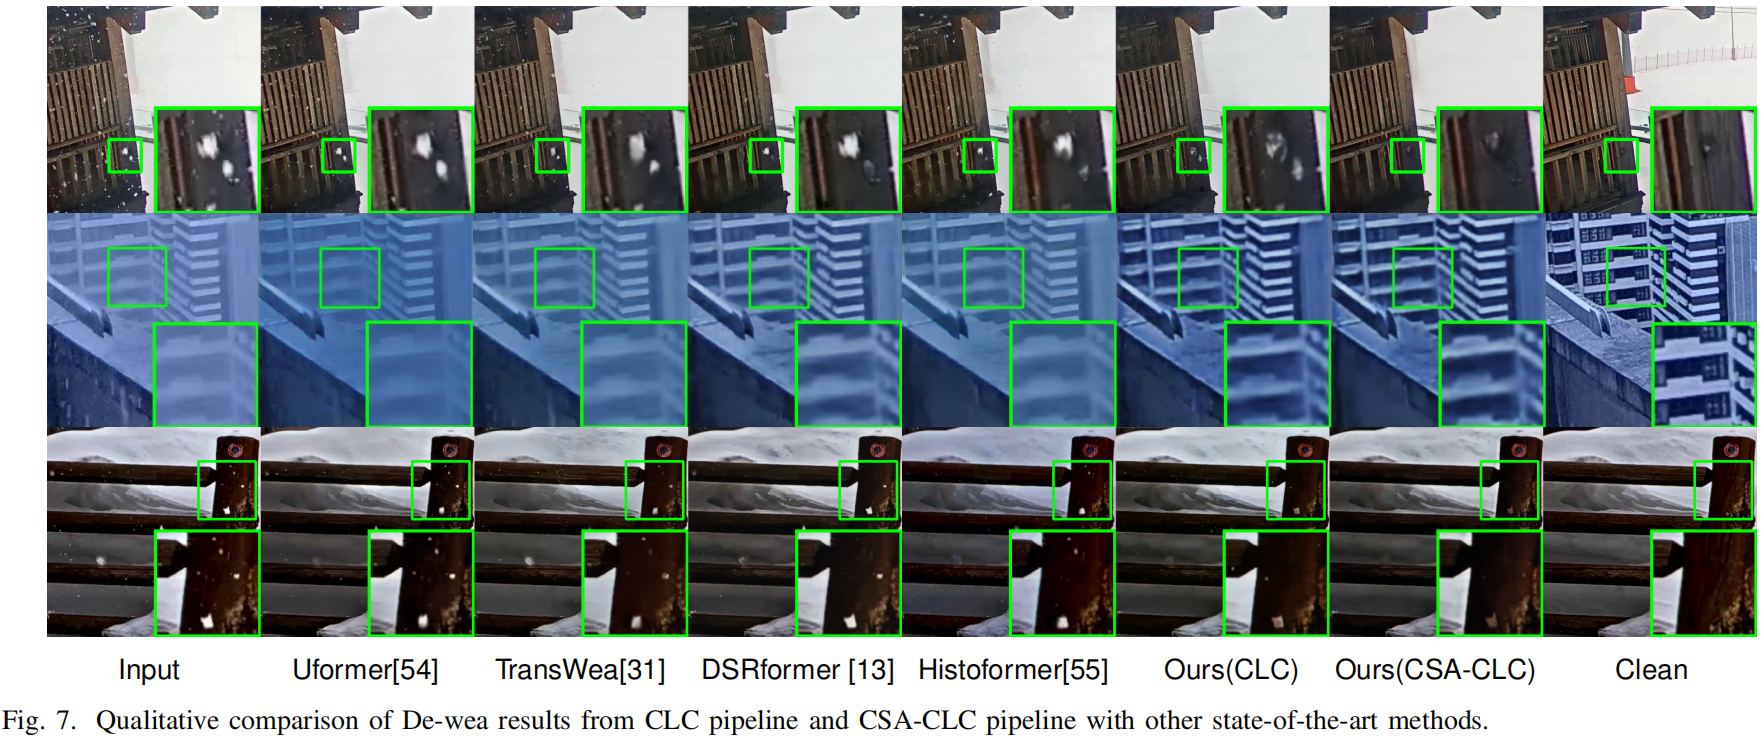 Input Uformer[54] TransWea[31] DSRformer [13] Histoformer[55] Ours(CLC) Ours(CSA-CLC) Clean
Fig. 7. Qualitative comparison of De-wea results from CLC pipeline and CSA-CLC pipeline with other state-of-the-art methods.